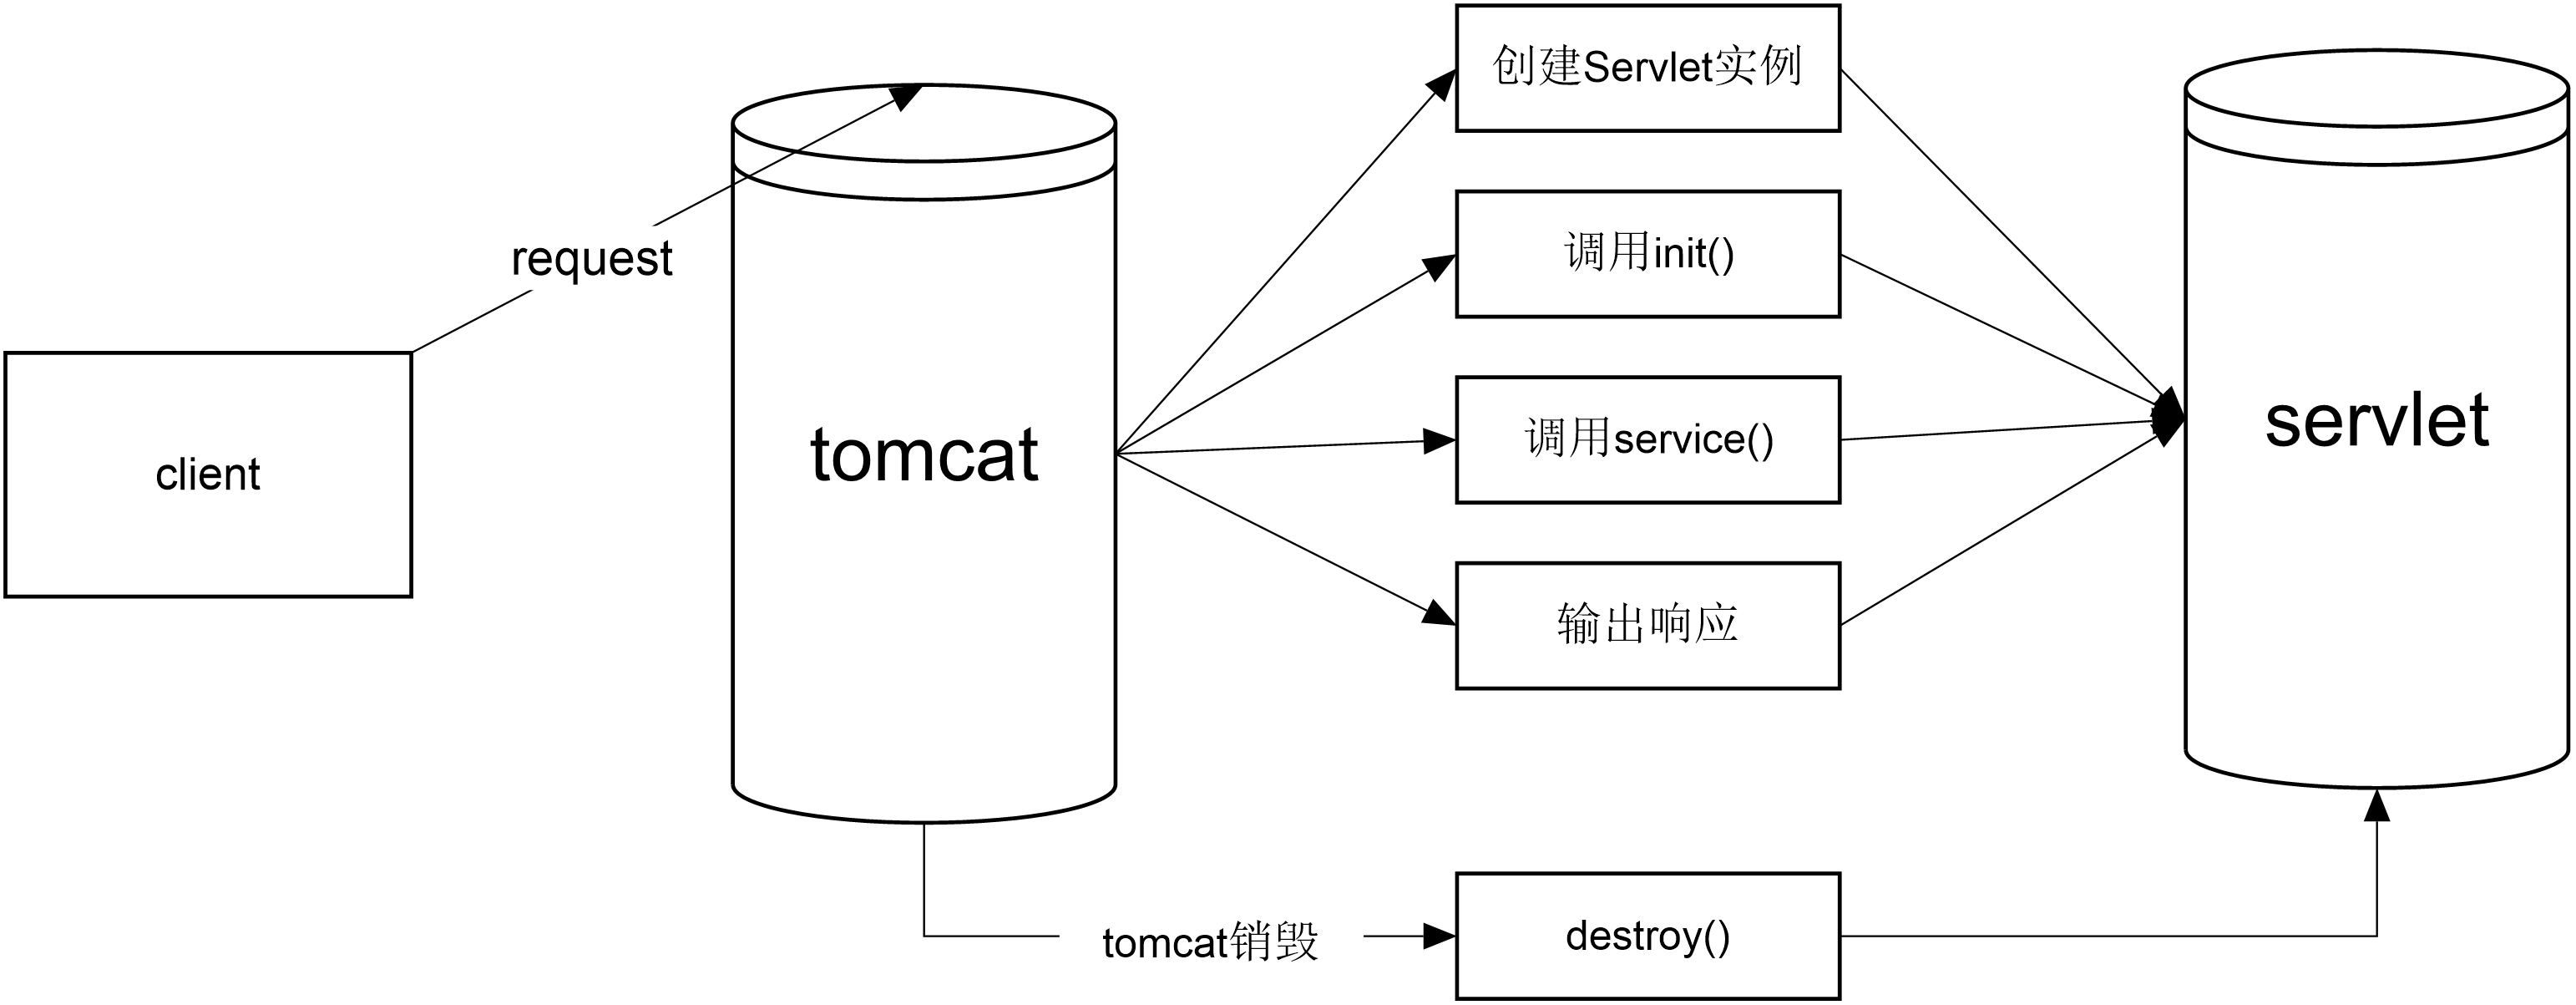 client
request
tomcat
创建Servlet实例
调用init()
调用service()
输出响应
servlet
tomcat销毁
destroy()